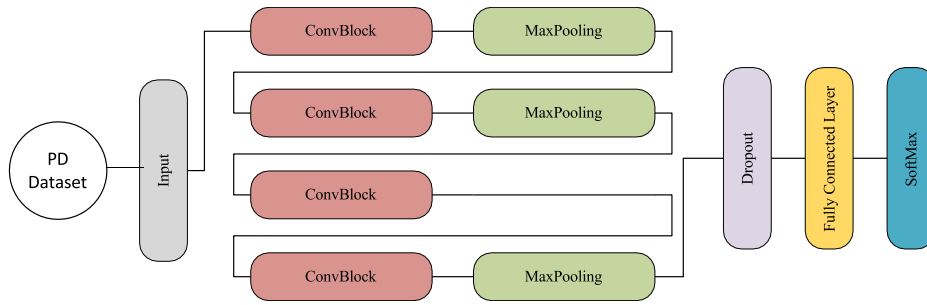 PD
Dataset
Input
ConvBlock
MaxPooling
ConvBlock
MaxPooling
ConvBlock
ConvBlock
MaxPooling
Dropout
Fully Connected Layer
SoftMax